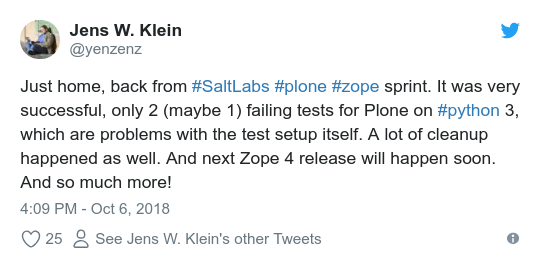 Jens W. Klein
@yenzenz
Just home, back from #SaltLabs #plone #zope sprint. It was very
successful, only 2 (maybe 1) failing tests for Plone on #python 3,
which are problems with the test setup itself. A lot of cleanup
happened as well. And next Zope 4 release will happen soon.
And so much more!
4:09 PM - Oct 6, 2018
25 See Jens W. Klein's other Tweets